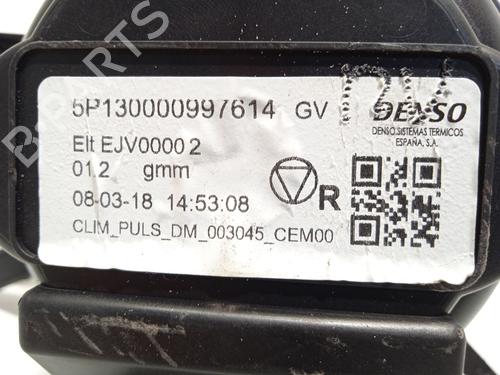 5P130000997614 GV DENSO
DENSO.SISTEMAS TERMICOS
ESPAÑA, S.A.
Elt EJV0000 2
01.2 gmm
08-03-18 14:53:08
R
CLIM_PULS_DM_003045_CEM00
B-PARTS